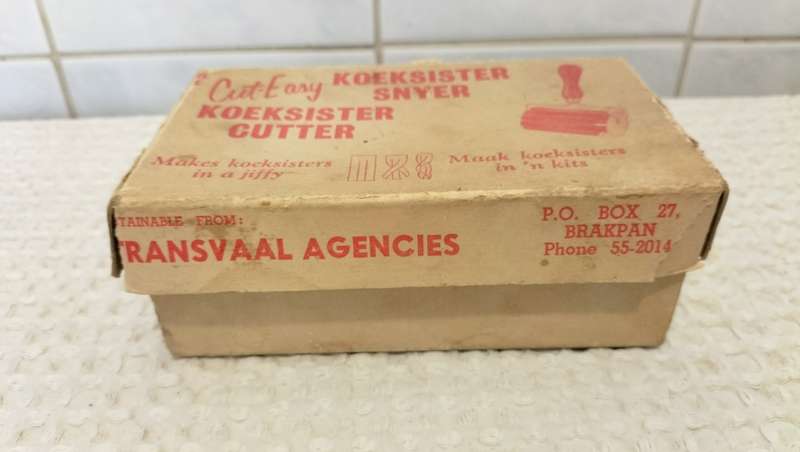 Cut-Easy KOEKSISTER
SNYER
KOEKSISTER
CUTTER
Makes koeksisters
in a jiffy
Maak koeksisters
in 'n kits
TAINABLE FROM:
TRANSVAAL AGENCIES
P.O. BOX 27,
BRAKPAN
Phone 55-2014